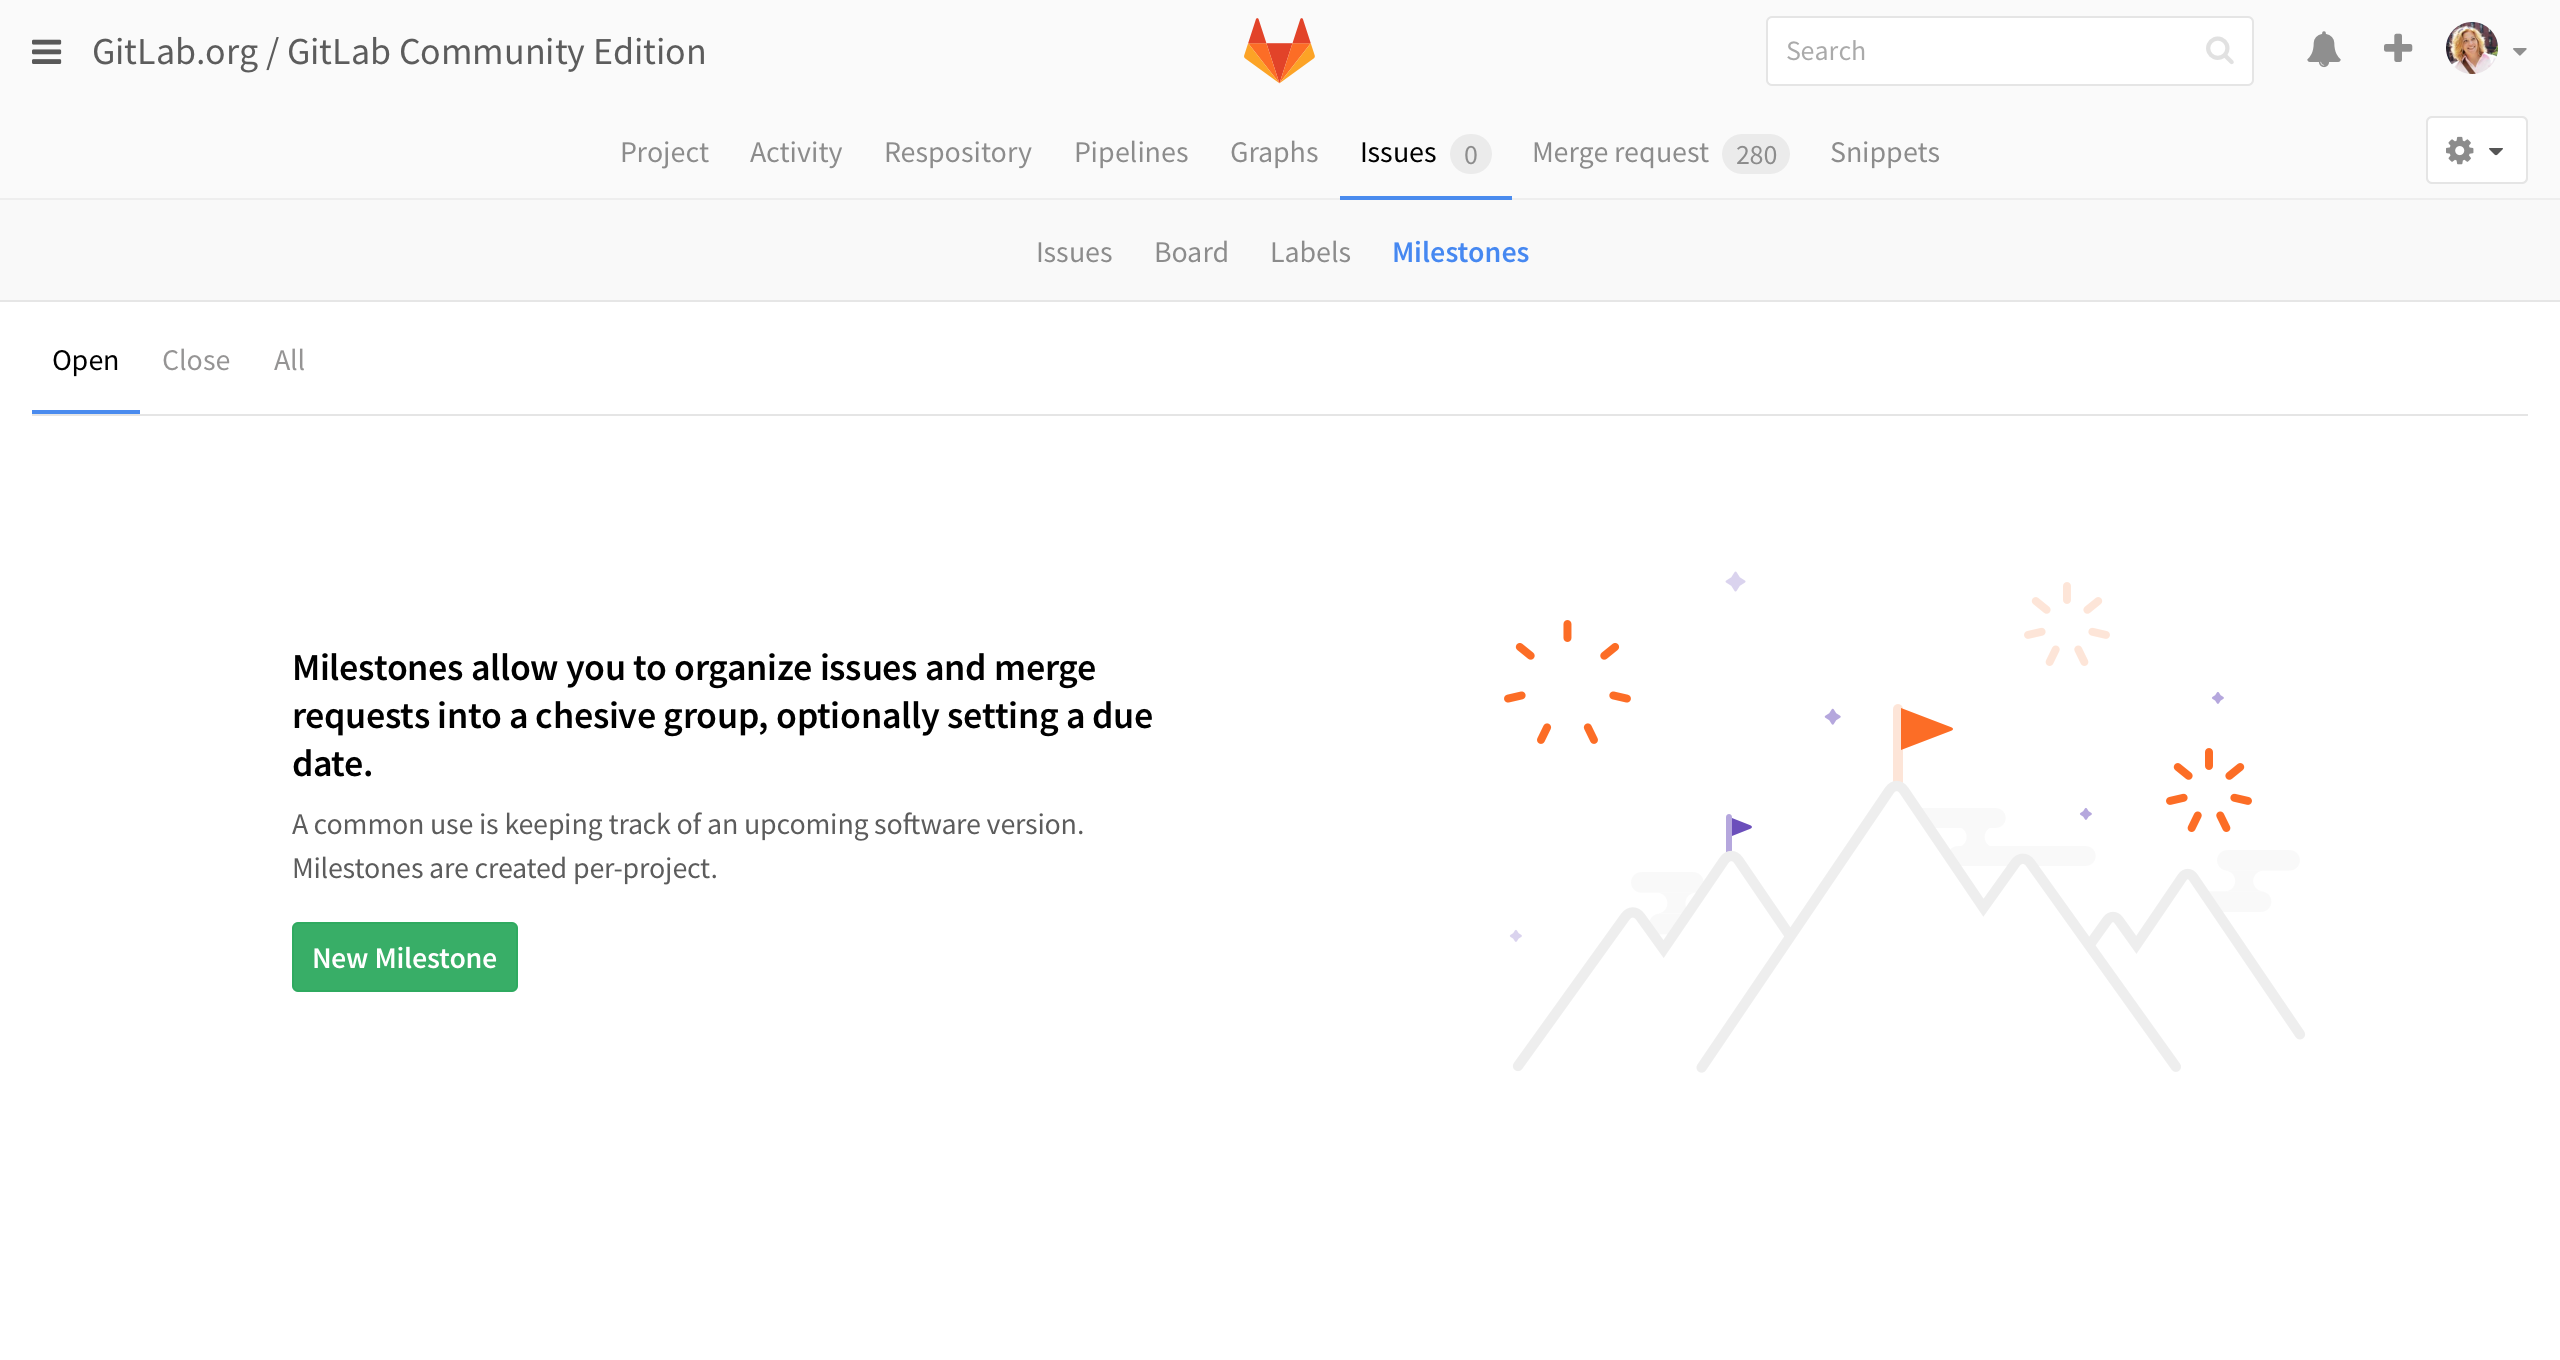 GitLab.org / GitLab Community Edition
Search
Project Activity Respository Pipelines Graphs Issues 0 Merge request 280 Snippets
Issues Board Labels Milestones
Open Close All
Milestones allow you to organize issues and merge
requests into a chesive group, optionally setting a due
date.
A common use is keeping track of an upcoming software version.
Milestones are created per-project.
New Milestone